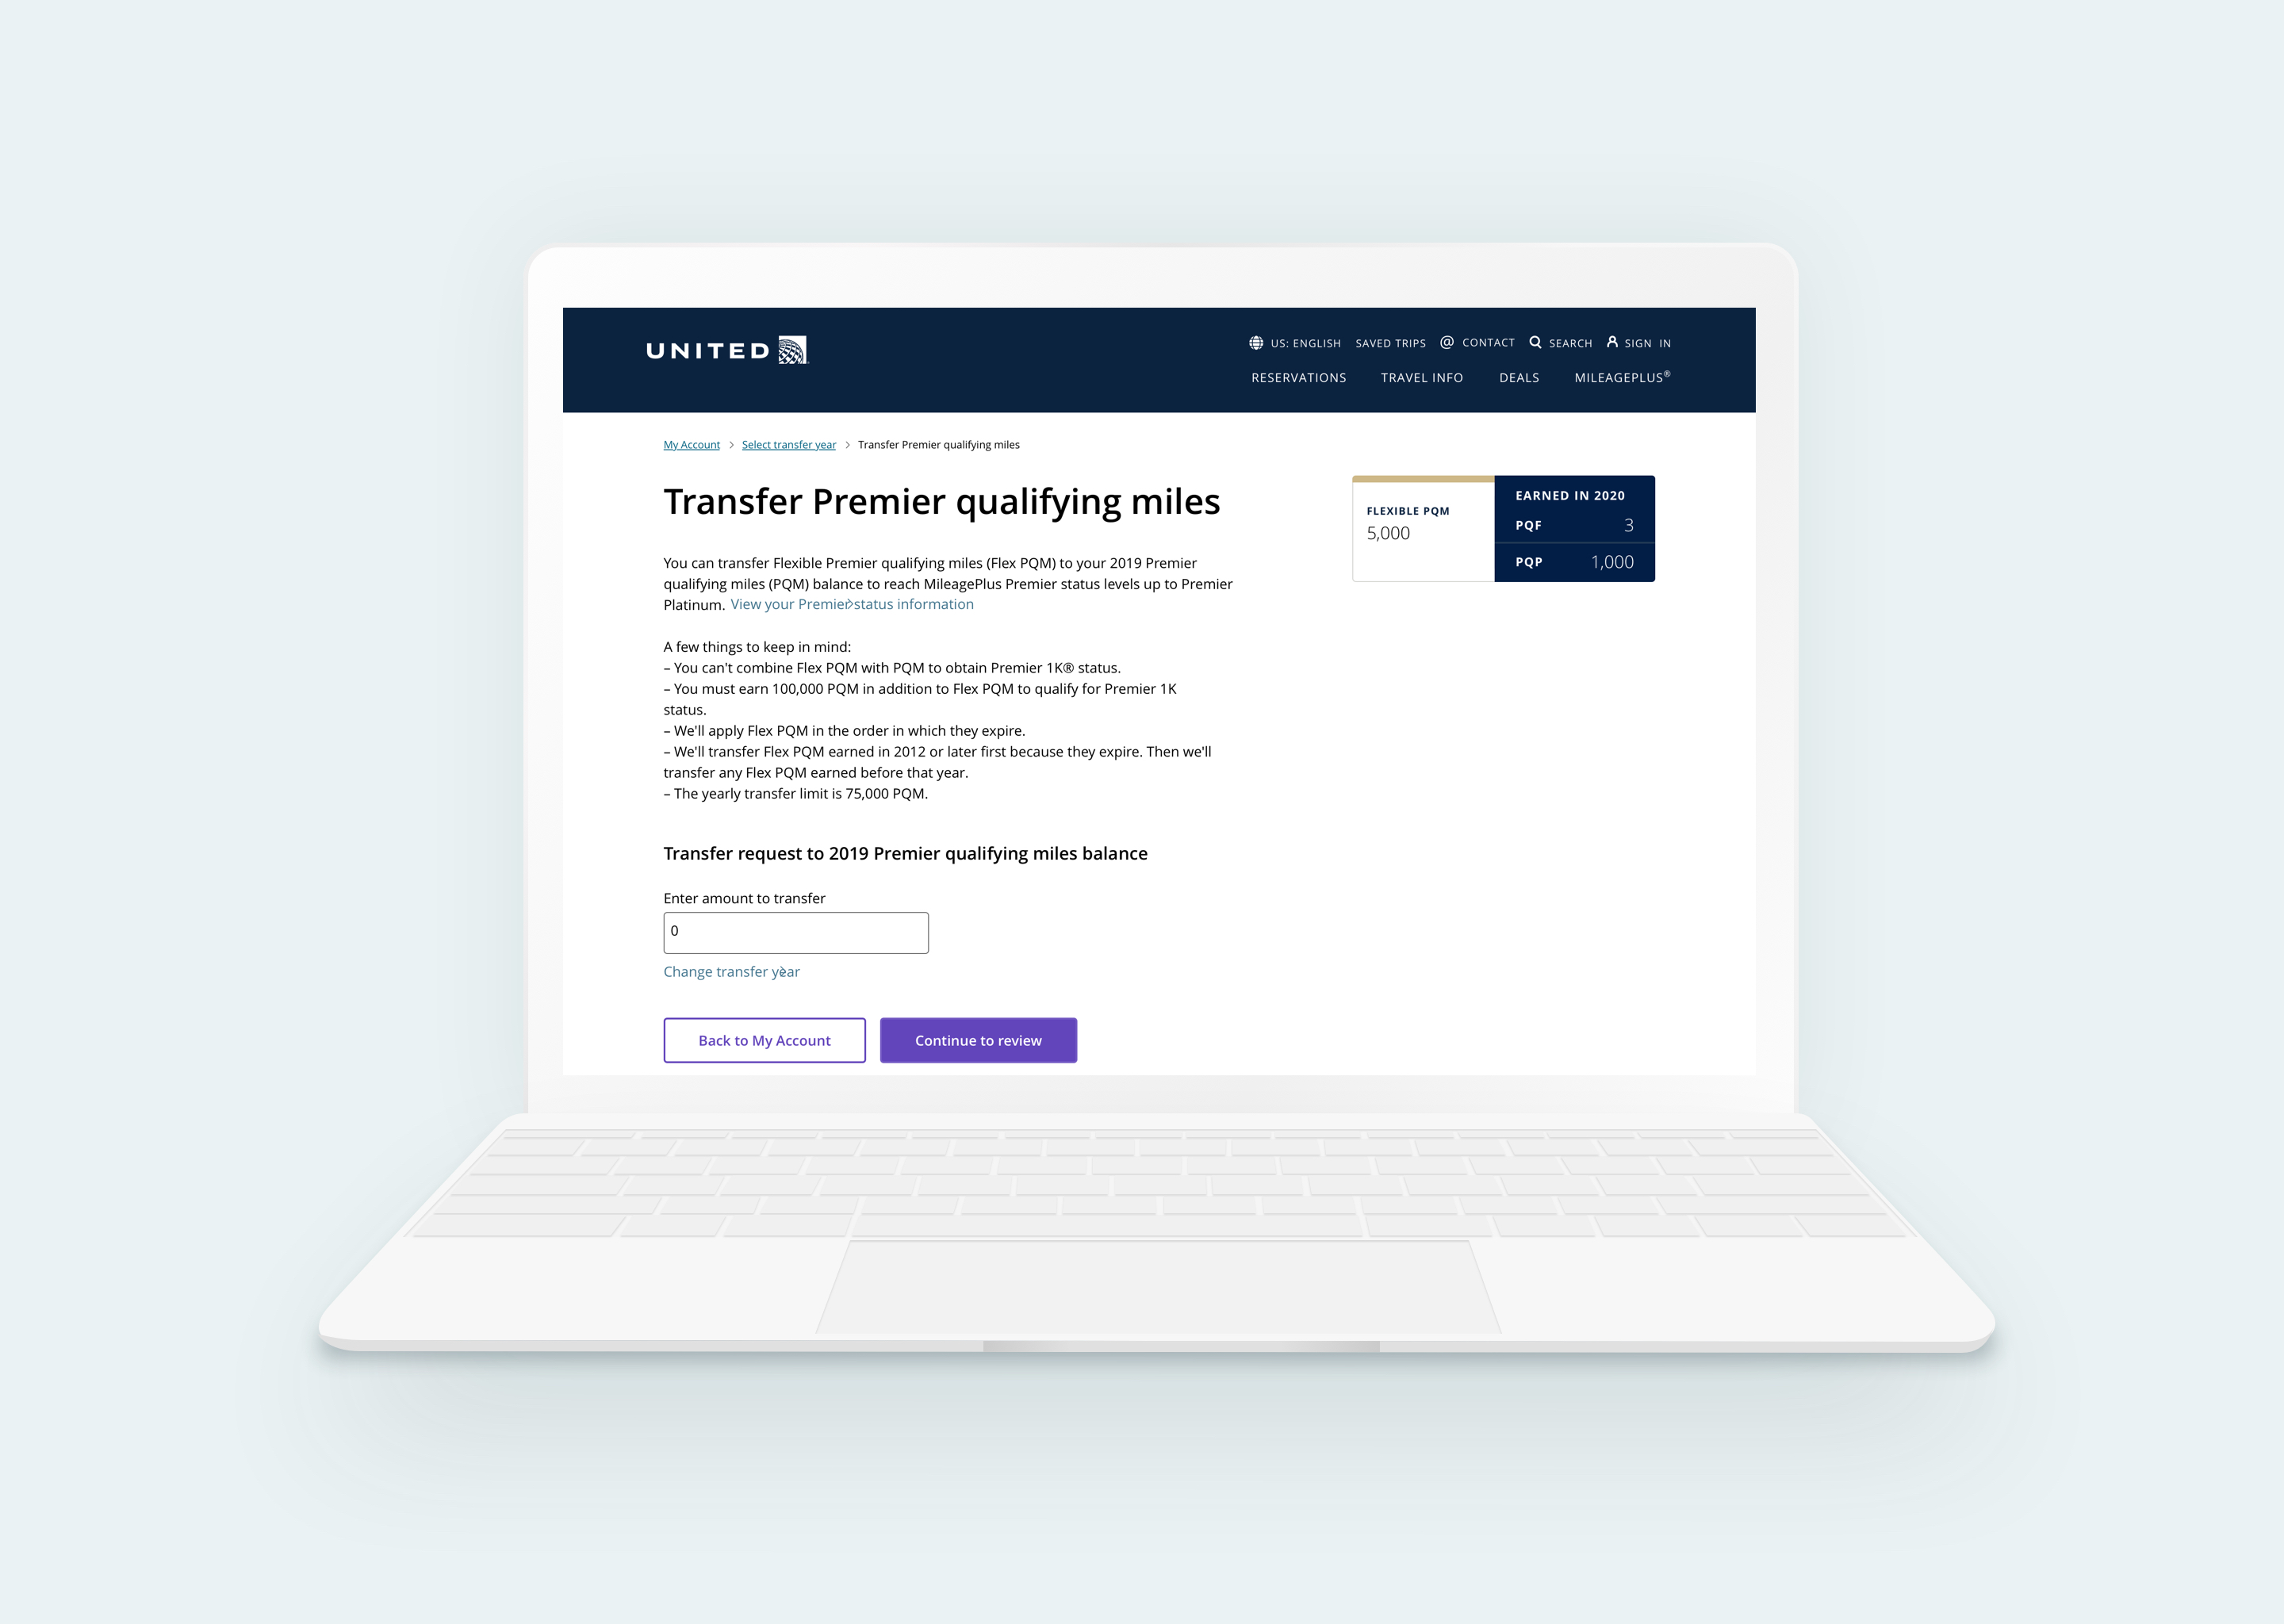 UNITED
US: ENGLISH SAVED TRIPS @ CONTACT SEARCH SIGN IN
RESERVATIONS TRAVEL INFO DEALS MILEAGEPLUS®
My Account > Select transfer year > Transfer Premier qualifying miles
Transfer Premier qualifying miles
You can transfer Flexible Premier qualifying miles (Flex PQM) to your 2019 Premier
qualifying miles (PQM) balance to reach MileagePlus Premier status levels up to Premier
Platinum. View your Premier status information
A few things to keep in mind:
– You can't combine Flex PQM with PQM to obtain Premier 1K® status.
– You must earn 100,000 PQM in addition to Flex PQM to qualify for Premier 1K
status.
– We'll apply Flex PQM in the order in which they expire.
– We'll transfer Flex PQM earned in 2012 or later first because they expire. Then we'll
transfer any Flex PQM earned before that year.
– The yearly transfer limit is 75,000 PQM.
Transfer request to 2019 Premier qualifying miles balance
Enter amount to transfer
0
Change transfer year
Back to My Account
Continue to review
FLEXIBLE PQM
5,000
EARNED IN 2020
PQF 3
PQP 1,000